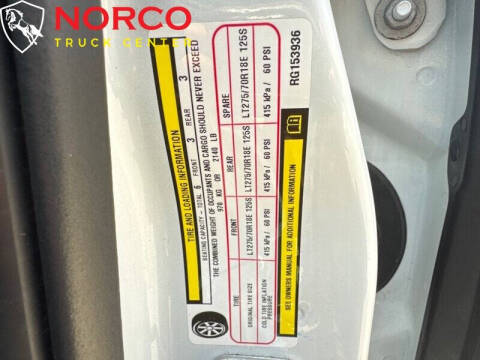 NORCO
TRUCK CENTER
TIRE AND LOADING INFORMATION
SEATING CAPACITY - TOTAL 6 FRONT 3 REAR 3
THE COMBINED WEIGHT OF OCCUPANTS AND CARGO SHOULD NEVER EXCEED
970 KG OR 2140 LB
TIRE FRONT REAR SPARE
ORIGINAL TIRE SIZE LT275/70R18E 125S LT275/70R18E 125S LT275/70R18E 125S
COLD TIRE INFLATION PRESSURE 415 kPa / 60 PSI 415 kPa / 60 PSI 415 kPa / 60 PSI
SEE OWNERS MANUAL FOR ADDITIONAL INFORMATION
RG153936